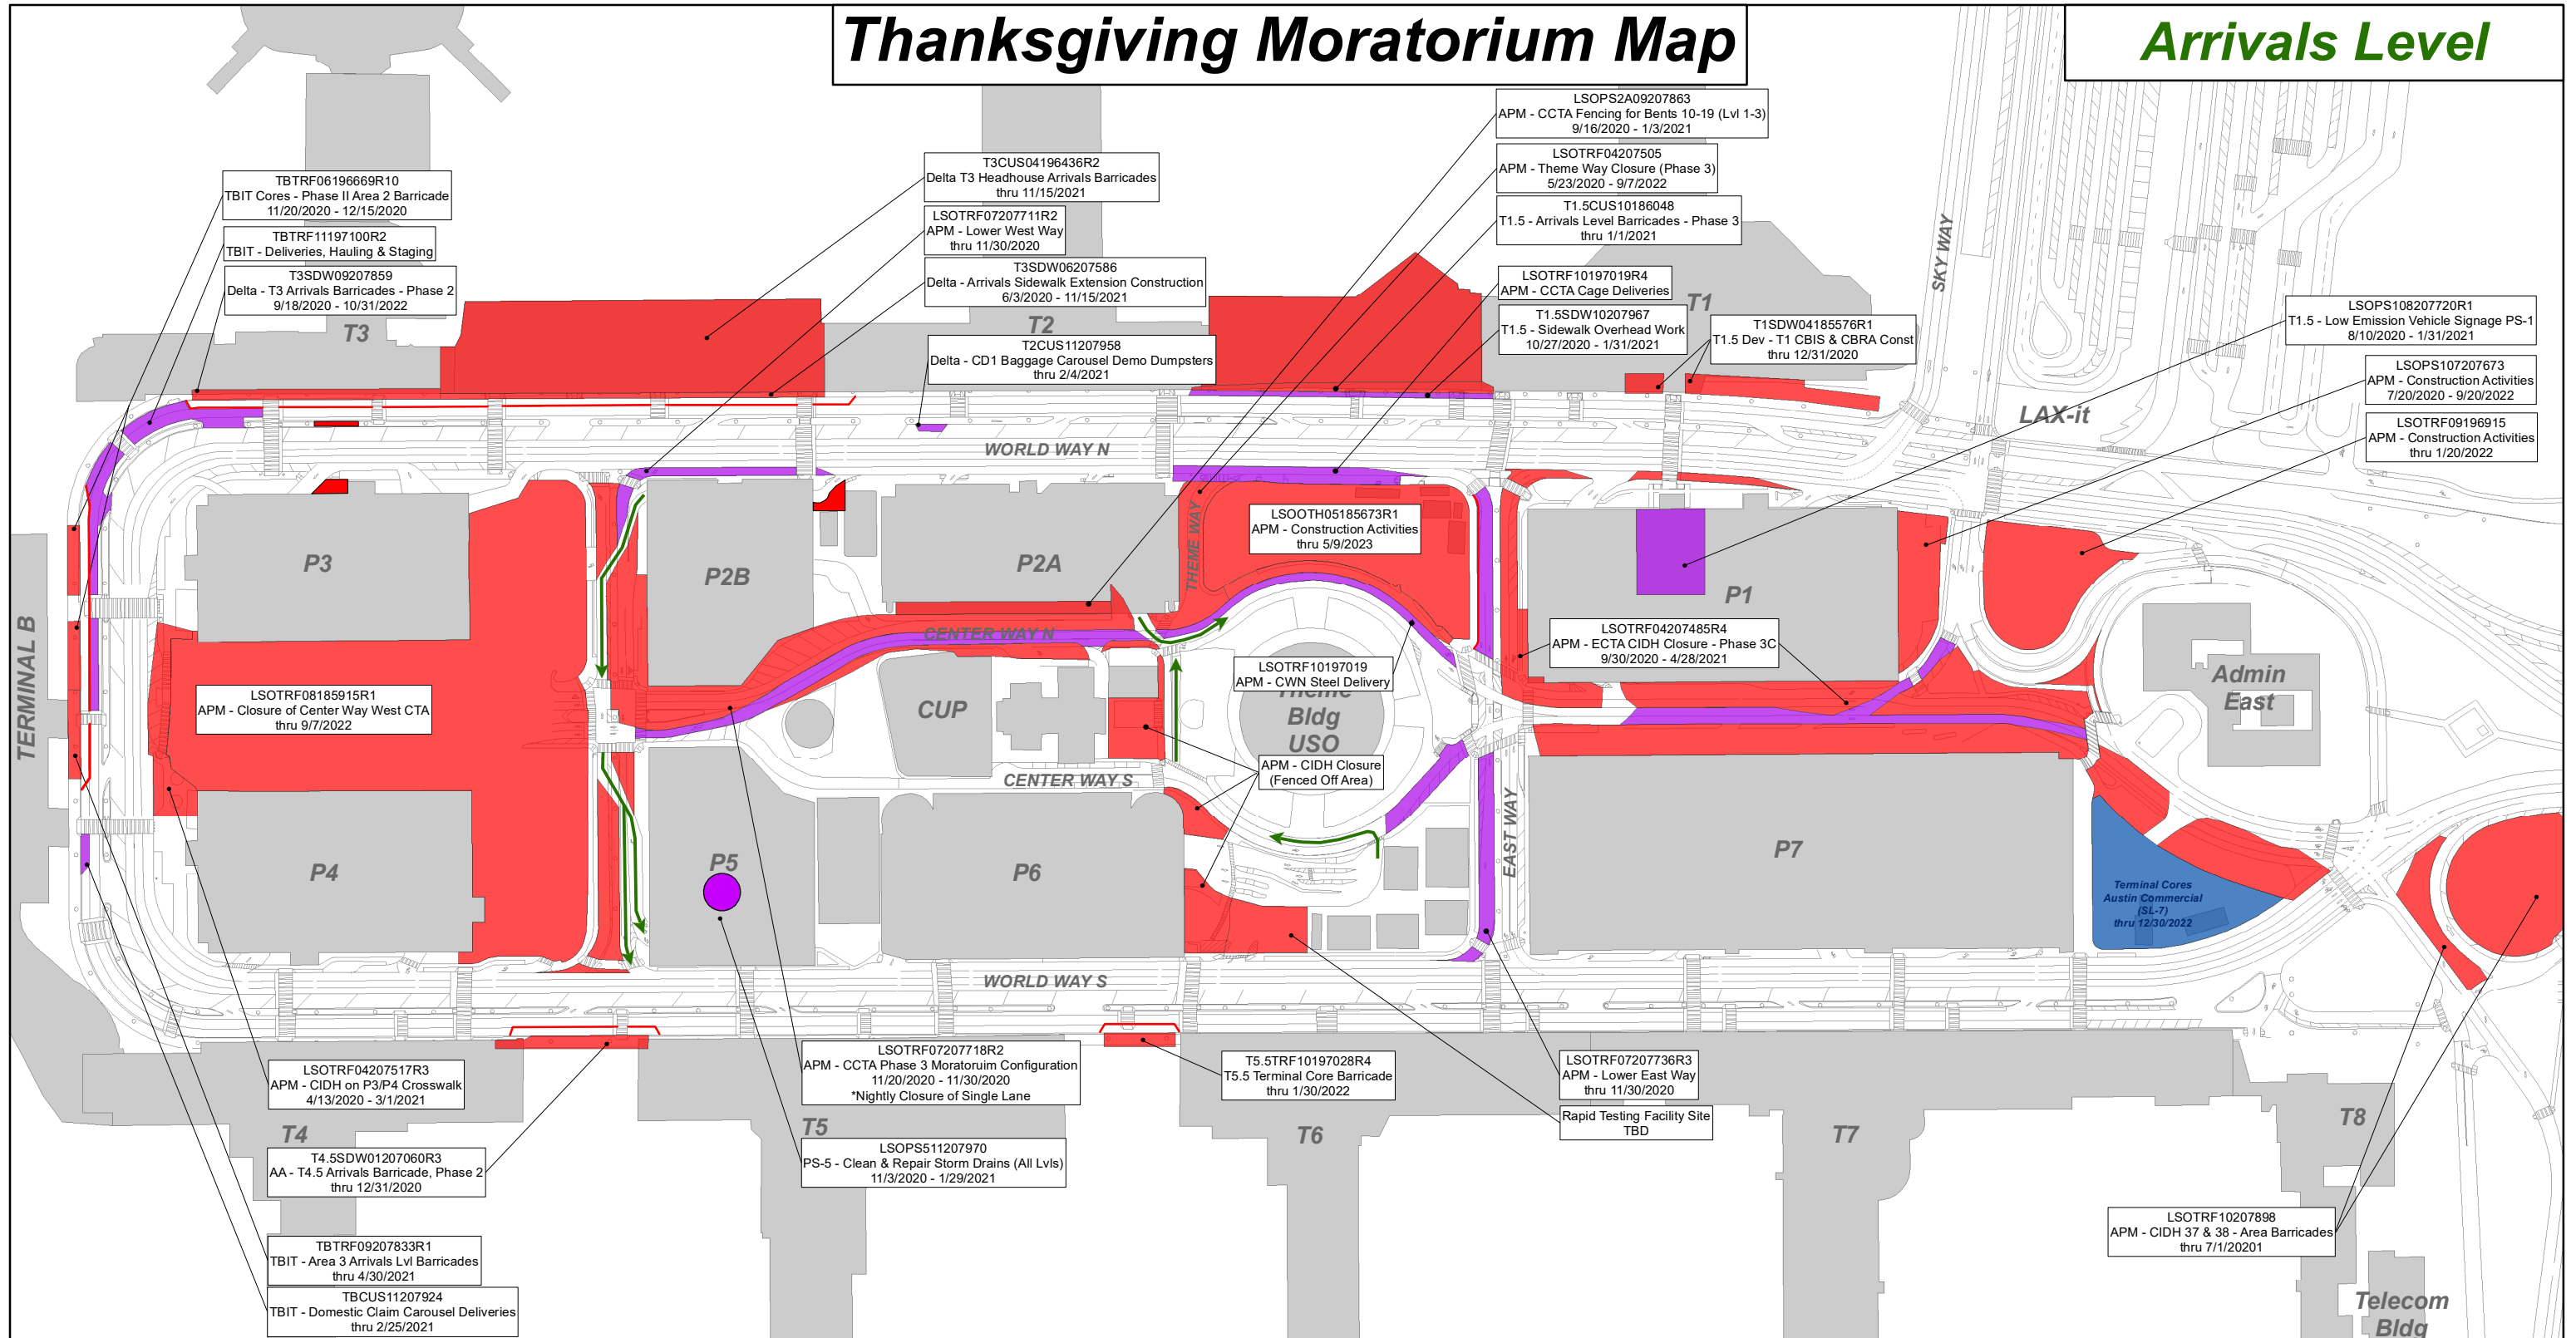 Thanksgiving Moratorium Map
Arrivals Level
LSOPS2A09207863
APM - CCTA Fencing for Bents 10-19 (Lvl 1-3)
9/16/2020 - 1/3/2021
LSOTRF04207505
APM - Theme Way Closure (Phase 3)
5/23/2020 - 9/7/2022
T1.5CUS10186048
T1.5 - Arrivals Level Barricades - Phase 3
thru 1/1/2021
LSOTRF10197019R4
APM - CCTA Cage Deliveries
T1.5SDW10207967
T1.5 - Sidewalk Overhead Work
10/27/2020 - 1/31/2021
T1SDW04185576R1
T1.5 Dev - T1 CBIS & CBRA Const
thru 12/31/2020
LSOPS108207720R1
T1.5 - Low Emission Vehicle Signage PS-1
8/10/2020 - 1/31/2021
LSOPS107207673
APM - Construction Activities
7/20/2020 - 9/20/2022
LSOTRF09196915
APM - Construction Activities
thru 1/20/2022
T3CUS04196436R2
Delta T3 Headhouse Arrivals Barricades
thru 11/15/2021
LSOTRF07207711R2
APM - Lower West Way
thru 11/30/2020
T3SDW06207586
Delta - Arrivals Sidewalk Extension Construction
6/3/2020 - 11/15/2021
T2CUS11207958
Delta - CD1 Baggage Carousel Demo Dumpsters
thru 2/4/2021
TBTRF06196669R10
TBIT Cores - Phase II Area 2 Barricade
11/20/2020 - 12/15/2020
TBTRF11197100R2
TBIT - Deliveries, Hauling & Staging
T3SDW09207859
Delta - T3 Arrivals Barricades - Phase 2
9/18/2020 - 10/31/2022
T3
T2
T1
SKY WAY
LAX-it
WORLD WAY N
P3
P2B
P2A
THEME WAY
LSOOTH05185673R1
APM - Construction Activities
thru 5/9/2023
P1
CENTER WAY N
LSOTRF04207485R4
APM - ECTA CIDH Closure - Phase 3C
9/30/2020 - 4/28/2021
LSOTRF10197019
APM - CWN Steel Delivery
Theme
Bldg
USO
Admin
East
TERMINAL B
LSOTRF08185915R1
APM - Closure of Center Way West CTA
thru 9/7/2022
CUP
APM - CIDH Closure
(Fenced Off Area)
CENTER WAY S
EAST WAY
P4
P5
P6
P7
Terminal Cores
Austin Commercial
(SL-7)
thru 12/30/2022
WORLD WAY S
LSOTRF04207517R3
APM - CIDH on P3/P4 Crosswalk
4/13/2020 - 3/1/2021
LSOTRF07207718R2
APM - CCTA Phase 3 Moratoruim Configuration
11/20/2020 - 11/30/2020
*Nightly Closure of Single Lane
T5.5TRF10197028R4
T5.5 Terminal Core Barricade
thru 1/30/2022
LSOTRF07207736R3
APM - Lower East Way
thru 11/30/2020
Rapid Testing Facility Site
TBD
T4
T5
T6
T7
T8
T4.5SDW01207060R3
AA - T4.5 Arrivals Barricade, Phase 2
thru 12/31/2020
LSOPS511207970
PS-5 - Clean & Repair Storm Drains (All Lvls)
11/3/2020 - 1/29/2021
LSOTRF10207898
APM - CIDH 37 & 38 - Area Barricades
thru 7/1/20201
TBTRF09207833R1
TBIT - Area 3 Arrivals Lvl Barricades
thru 4/30/2021
TBCUS11207924
TBIT - Domestic Claim Carousel Deliveries
thru 2/25/2021
Telecom
Bldg